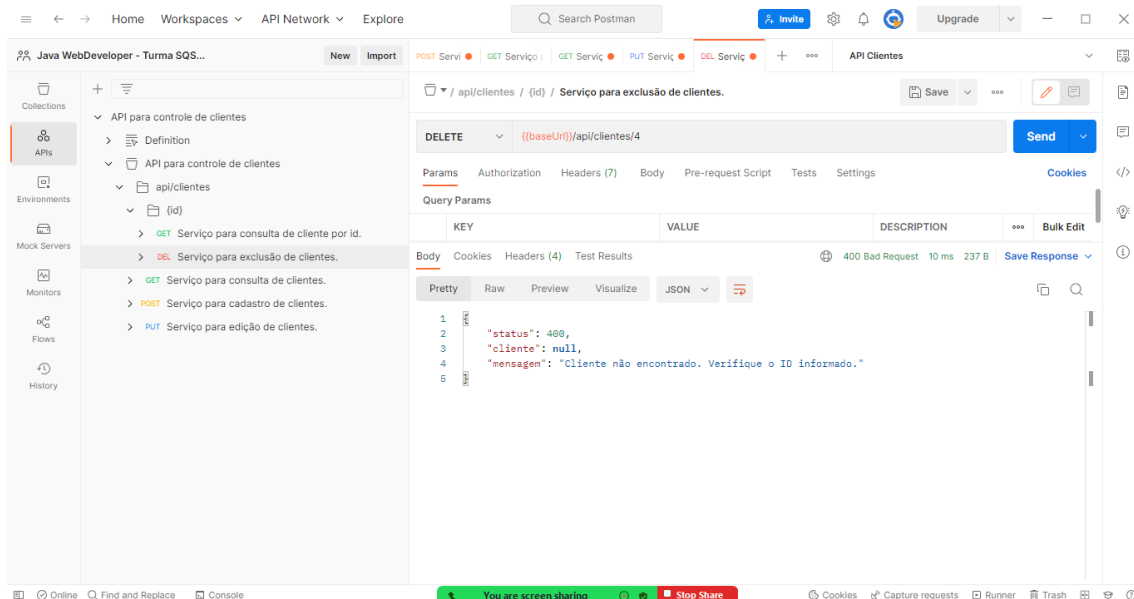 Home Workspaces API Network Explore Search Postman Invite Upgrade
Java WebDeveloper - Turma SQS... New Import
POST Servi GET Serviço GET Serviç PUT Serviç DEL Serviç + API Clientes
Collections
APIs
Environments
Mock Servers
Monitors
Flows
History
API para controle de clientes
Definition
API para controle de clientes
api/clientes
{id}
GET Serviço para consulta de cliente por id.
DEL Serviço para exclusão de clientes.
GET Serviço para consulta de clientes.
POST Serviço para cadastro de clientes.
PUT Serviço para edição de clientes.
/ api/clientes / {id} / Serviço para exclusão de clientes. Save
DELETE {{baseUrl}}/api/clientes/4 Send
Params Authorization Headers (7) Body Pre-request Script Tests Settings Cookies
Query Params
KEY VALUE DESCRIPTION Bulk Edit
Body Cookies Headers (4) Test Results 400 Bad Request 10 ms 237 B Save Response
Pretty Raw Preview Visualize JSON
1 {
2 "status": 400,
3 "cliente": null,
4 "mensagem": "Cliente não encontrado. Verifique o ID informado."
5 }
Online Find and Replace Console You are screen sharing Stop Share Cookies Capture requests Runner Trash